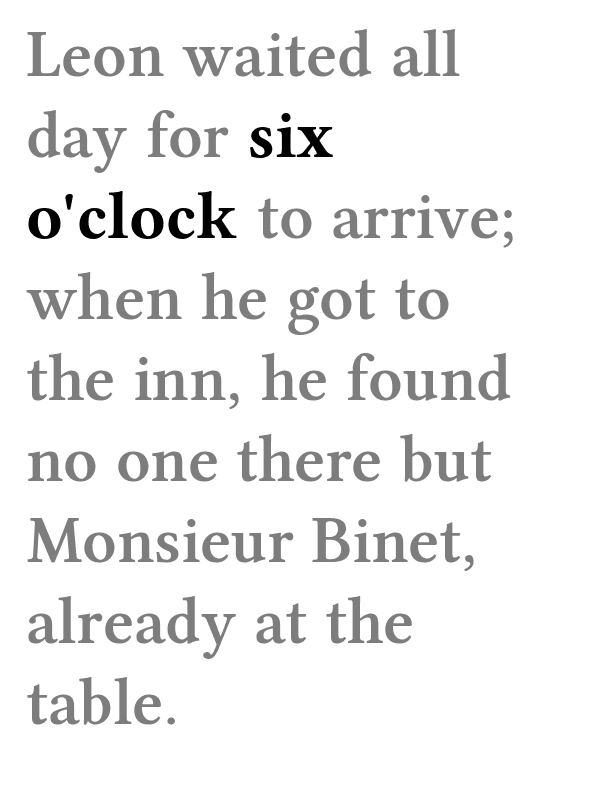 Leon waited all
day for six
o'clock to arrive;
when he got to
the inn, he found
no one there but
Monsieur Binet,
already at the
table.